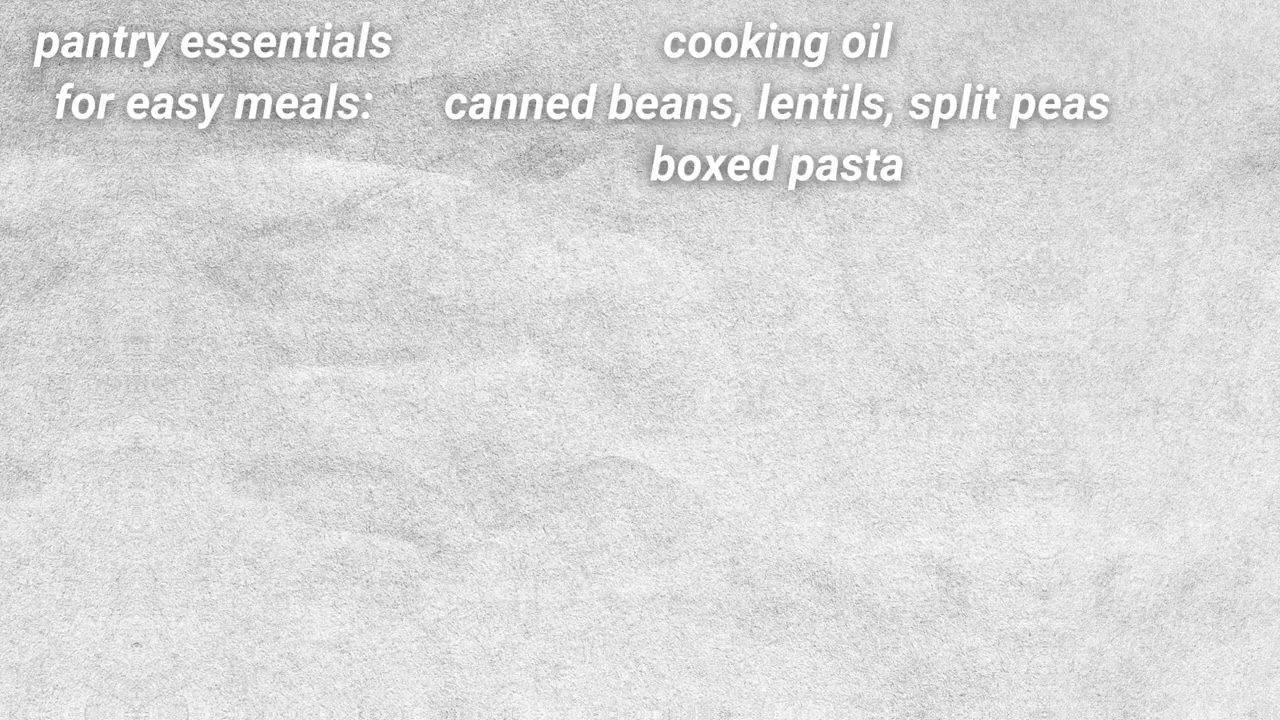 pantry essentials
for easy meals:
cooking oil
canned beans, lentils, split peas
boxed pasta